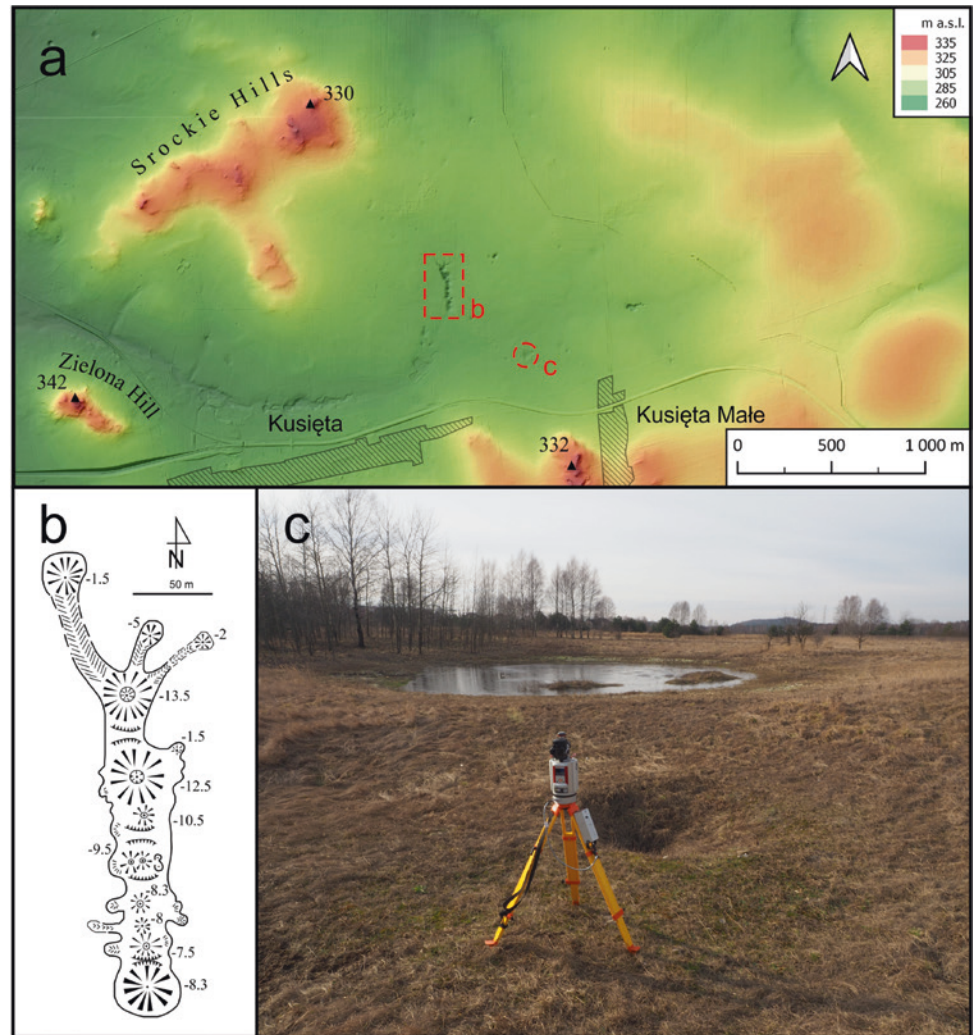 a
m a.s.l.
335
325
305
285
260
Srockie Hills
330
b
c
Zielona Hill
342
Kusięta
Kusięta Małe
332
0 500 1 000 m
b
N
50 m
-1.5
-5
-2
-13.5
-1.5
-12.5
-10.5
-9.5
-8.3
-8
-7.5
-8.3
c